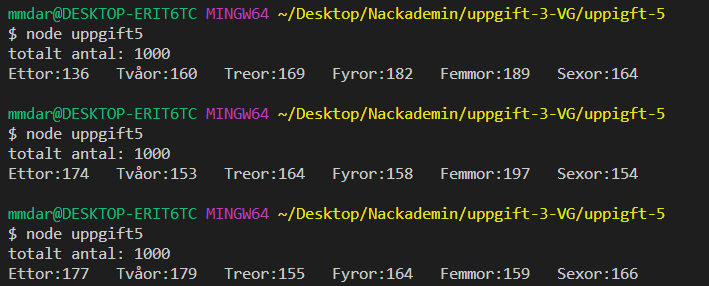 mmdar@DESKTOP-ERIT6TC MINGW64 ~/Desktop/Nackademin/uppgift-3-VG/uppigft-5
$ node uppgift5
totalt antal: 1000
Ettor:136   Tvåor:160   Treor:169   Fyror:182   Femmor:189   Sexor:164
mmdar@DESKTOP-ERIT6TC MINGW64 ~/Desktop/Nackademin/uppgift-3-VG/uppigft-5
$ node uppgift5
totalt antal: 1000
Ettor:174   Tvåor:153   Treor:164   Fyror:158   Femmor:197   Sexor:154
mmdar@DESKTOP-ERIT6TC MINGW64 ~/Desktop/Nackademin/uppgift-3-VG/uppigft-5
$ node uppgift5
totalt antal: 1000
Ettor:177   Tvåor:179   Treor:155   Fyror:164   Femmor:159   Sexor:166